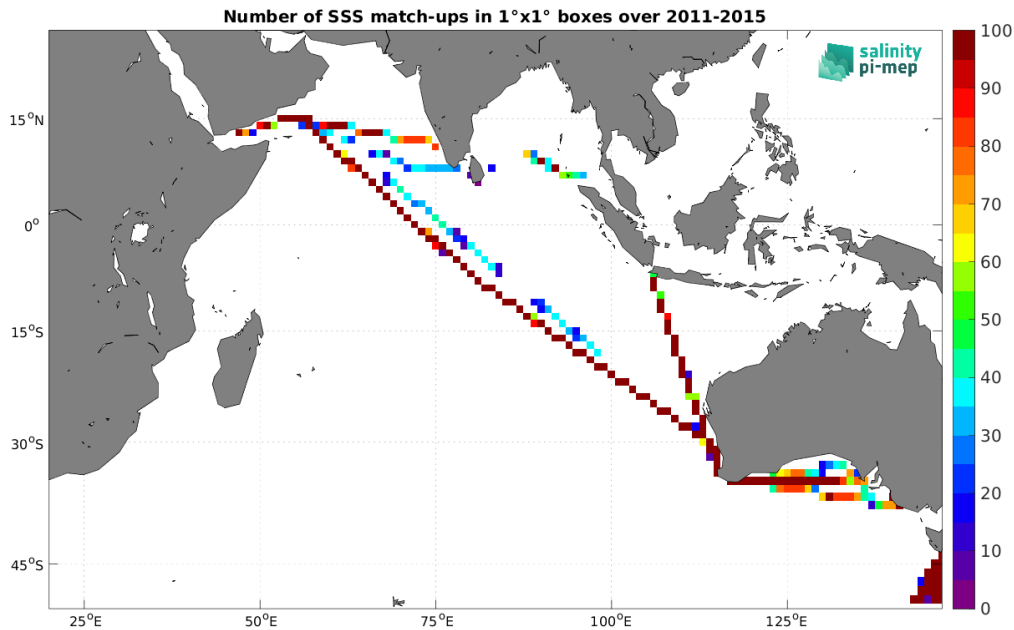 Number of SSS match-ups in 1°x1° boxes over 2011-2015
salinity
pi-mep
15°N
0°
15°S
30°S
45°S
25°E
50°E
75°E
100°E
125°E
100
90
80
70
60
50
40
30
20
10
0